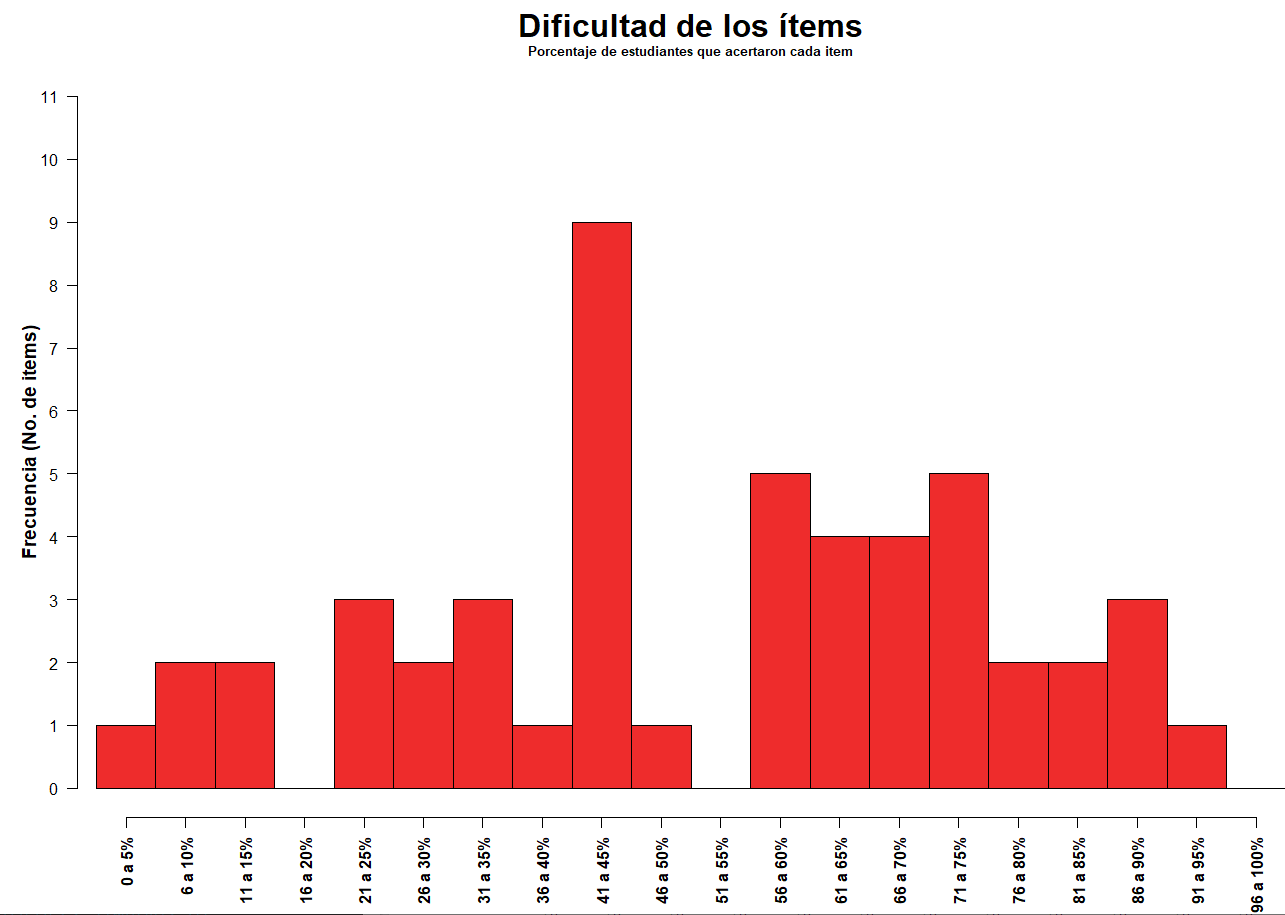 Dificultad de los ítems
Porcentaje de estudiantes que acertaron cada item
11
10
9
8
7
6
5
4
3
2
1
0
Frecuencia (No. de items)
0 a 5%
6 a 10%
11 a 15%
16 a 20%
21 a 25%
26 a 30%
31 a 35%
36 a 40%
41 a 45%
46 a 50%
51 a 55%
56 a 60%
61 a 65%
66 a 70%
71 a 75%
76 a 80%
81 a 85%
86 a 90%
91 a 95%
96 a 100%